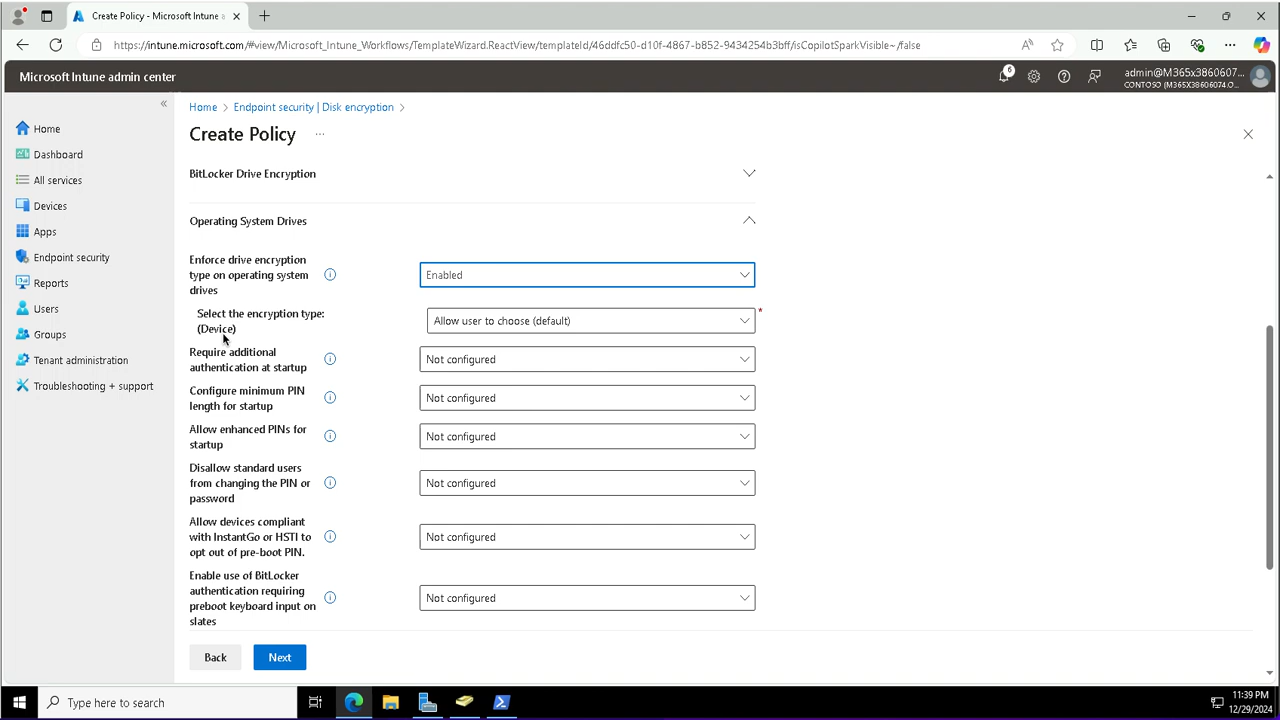 Create Policy - Microsoft Intune a
https://intune.microsoft.com/#view/Microsoft_Intune_Workflows/TemplateWizard.ReactView/templateId/46ddfc50-d10f-4867-b852-9434254b3bff/isCopilotSparkVisible~/false
Microsoft Intune admin center
6
admin@M365x3860607...
CONTOSO (M365X38606074.O...
Home > Endpoint security | Disk encryption >
Create Policy ...
Home
Dashboard
All services
Devices
Apps
Endpoint security
Reports
Users
Groups
Tenant administration
Troubleshooting + support
BitLocker Drive Encryption
Operating System Drives
Enforce drive encryption
type on operating system
drives
Enabled
Select the encryption type:
(Device)
Allow user to choose (default)
*
Require additional
authentication at startup
Not configured
Configure minimum PIN
length for startup
Not configured
Allow enhanced PINs for
startup
Not configured
Disallow standard users
from changing the PIN or
password
Not configured
Allow devices compliant
with InstantGo or HSTI to
opt out of pre-boot PIN.
Not configured
Enable use of BitLocker
authentication requiring
preboot keyboard input on
slates
Not configured
Back
Next
Type here to search
11:39 PM
12/29/2024